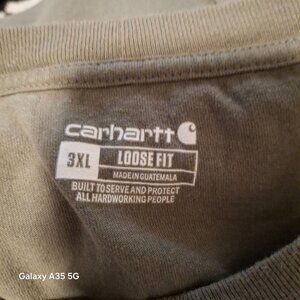 carhartt
3XL LOOSE FIT
MADE IN GUATEMALA
BUILT TO SERVE AND PROTECT
ALL HARDWORKING PEOPLE
Galaxy A35 5G